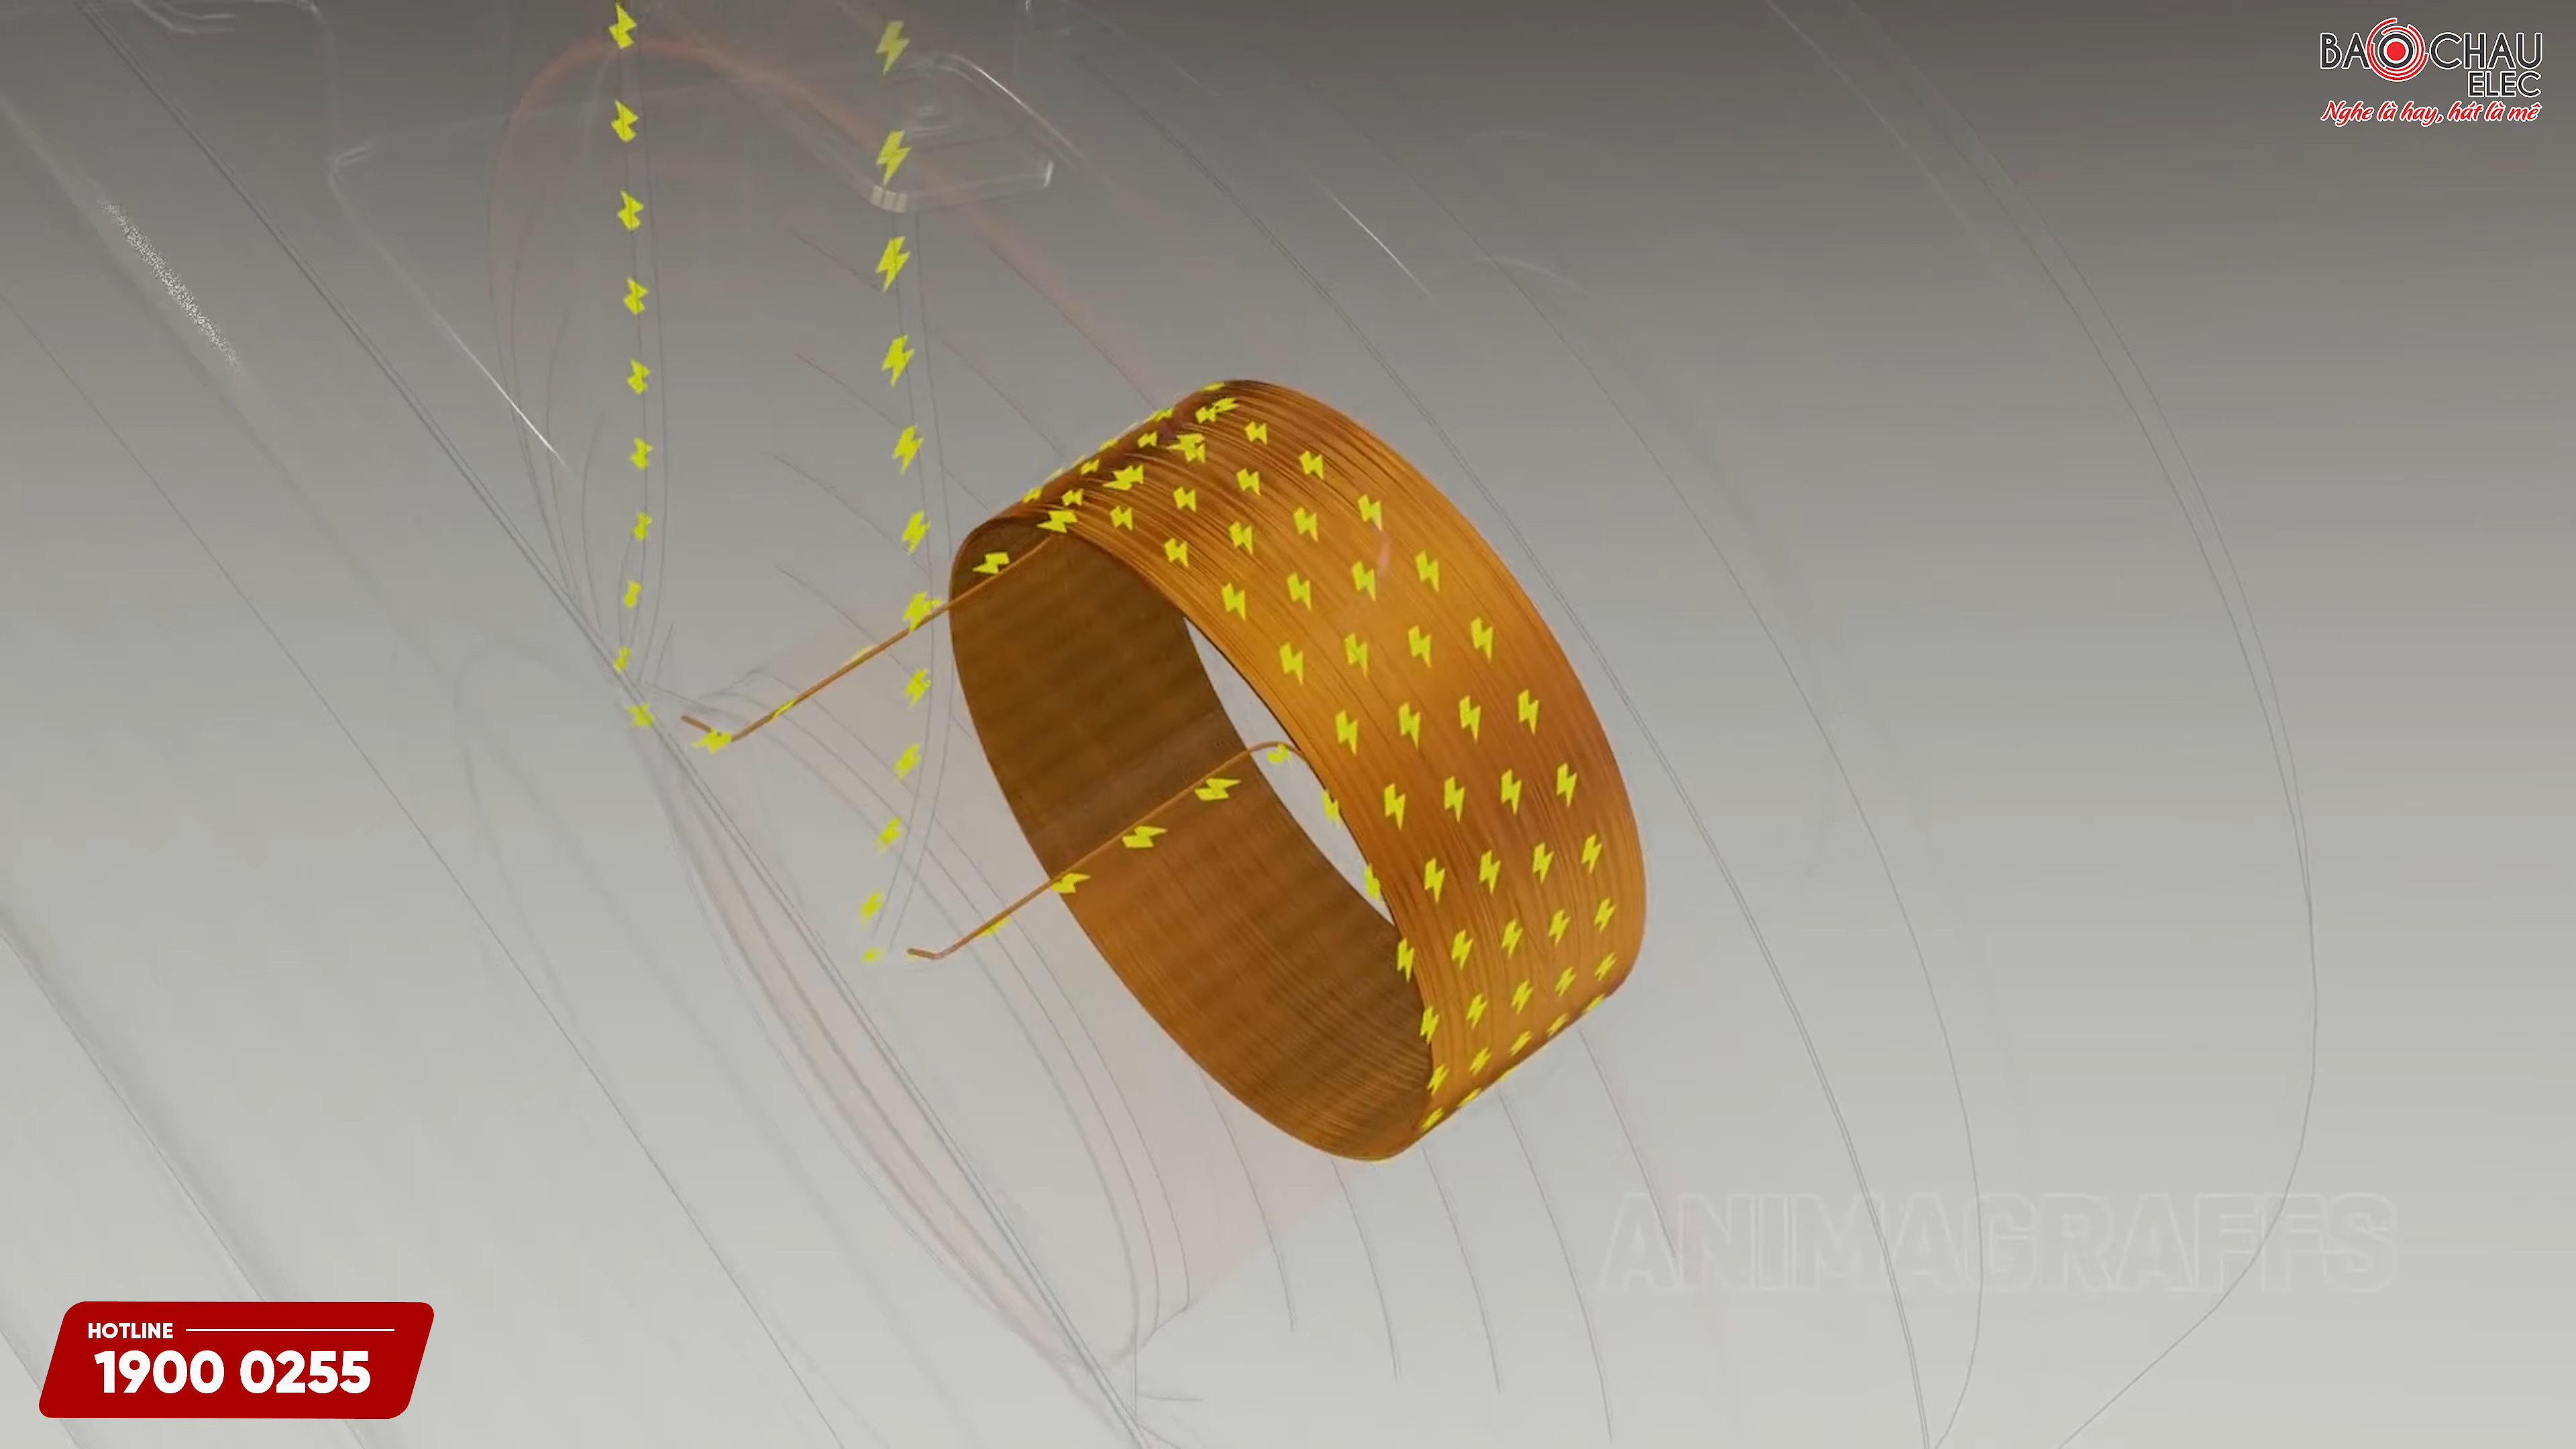 BAOCHAU
ELEC
Nghe là hay, hát là mê
ANIMAGRAFFS
HOTLINE
1900 0255